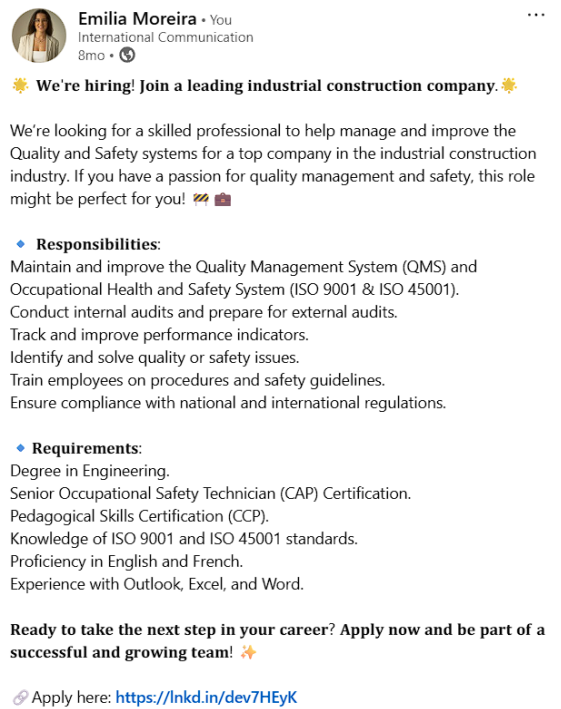 Emilia Moreira • You
International Communication
8mo •
🌟 We're hiring! Join a leading industrial construction company.🌟
We're looking for a skilled professional to help manage and improve the
Quality and Safety systems for a top company in the industrial construction
industry. If you have a passion for quality management and safety, this role
might be perfect for you! 🚧 💼
🔹 Responsibilities:
Maintain and improve the Quality Management System (QMS) and
Occupational Health and Safety System (ISO 9001 & ISO 45001).
Conduct internal audits and prepare for external audits.
Track and improve performance indicators.
Identify and solve quality or safety issues.
Train employees on procedures and safety guidelines.
Ensure compliance with national and international regulations.
🔹 Requirements:
Degree in Engineering.
Senior Occupational Safety Technician (CAP) Certification.
Pedagogical Skills Certification (CCP).
Knowledge of ISO 9001 and ISO 45001 standards.
Proficiency in English and French.
Experience with Outlook, Excel, and Word.
Ready to take the next step in your career? Apply now and be part of a
successful and growing team! ✨
🔗 Apply here: https://lnkd.in/dev7HEyK